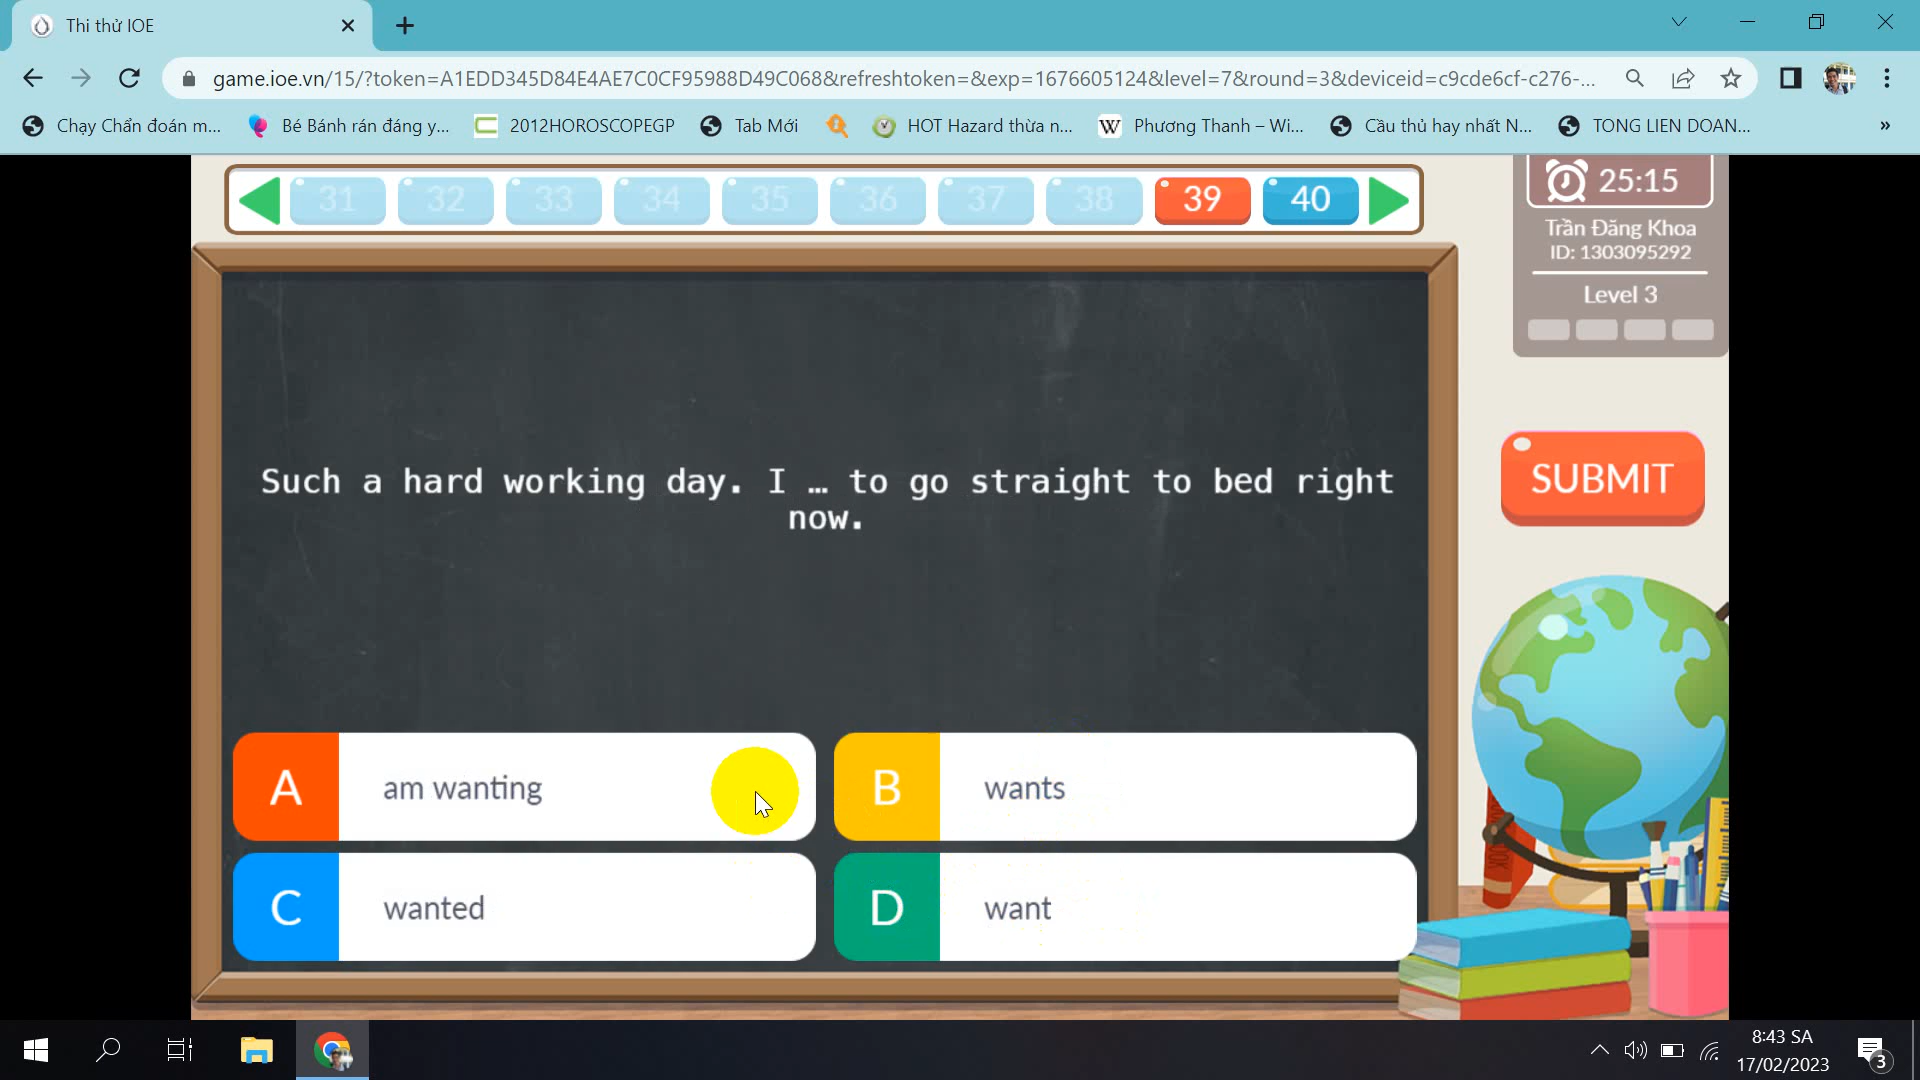 Thi thử IOE
game.ioe.vn/15/?token=A1EDD345D84E4AE7C0CF95988D49C068&refreshtoken=&exp=1676605124&level=7&round=3&deviceid=c9cde6cf-c276-...
Chạy Chẩn đoán m...
Bé Bánh rán đáng y...
2012HOROSCOPEGP
Tab Mới
HOT Hazard thừa n...
W Phương Thanh – Wi...
Cầu thủ hay nhất N...
TONG LIEN DOAN...
»
31 32 33 34 35 36 37 38 39 40
25:15
Trần Đăng Khoa
ID: 1303095292
Level 3
Such a hard working day. I … to go straight to bed right
now.
SUBMIT
A am wanting
B wants
C wanted
D want
8:43 SA
17/02/2023
3